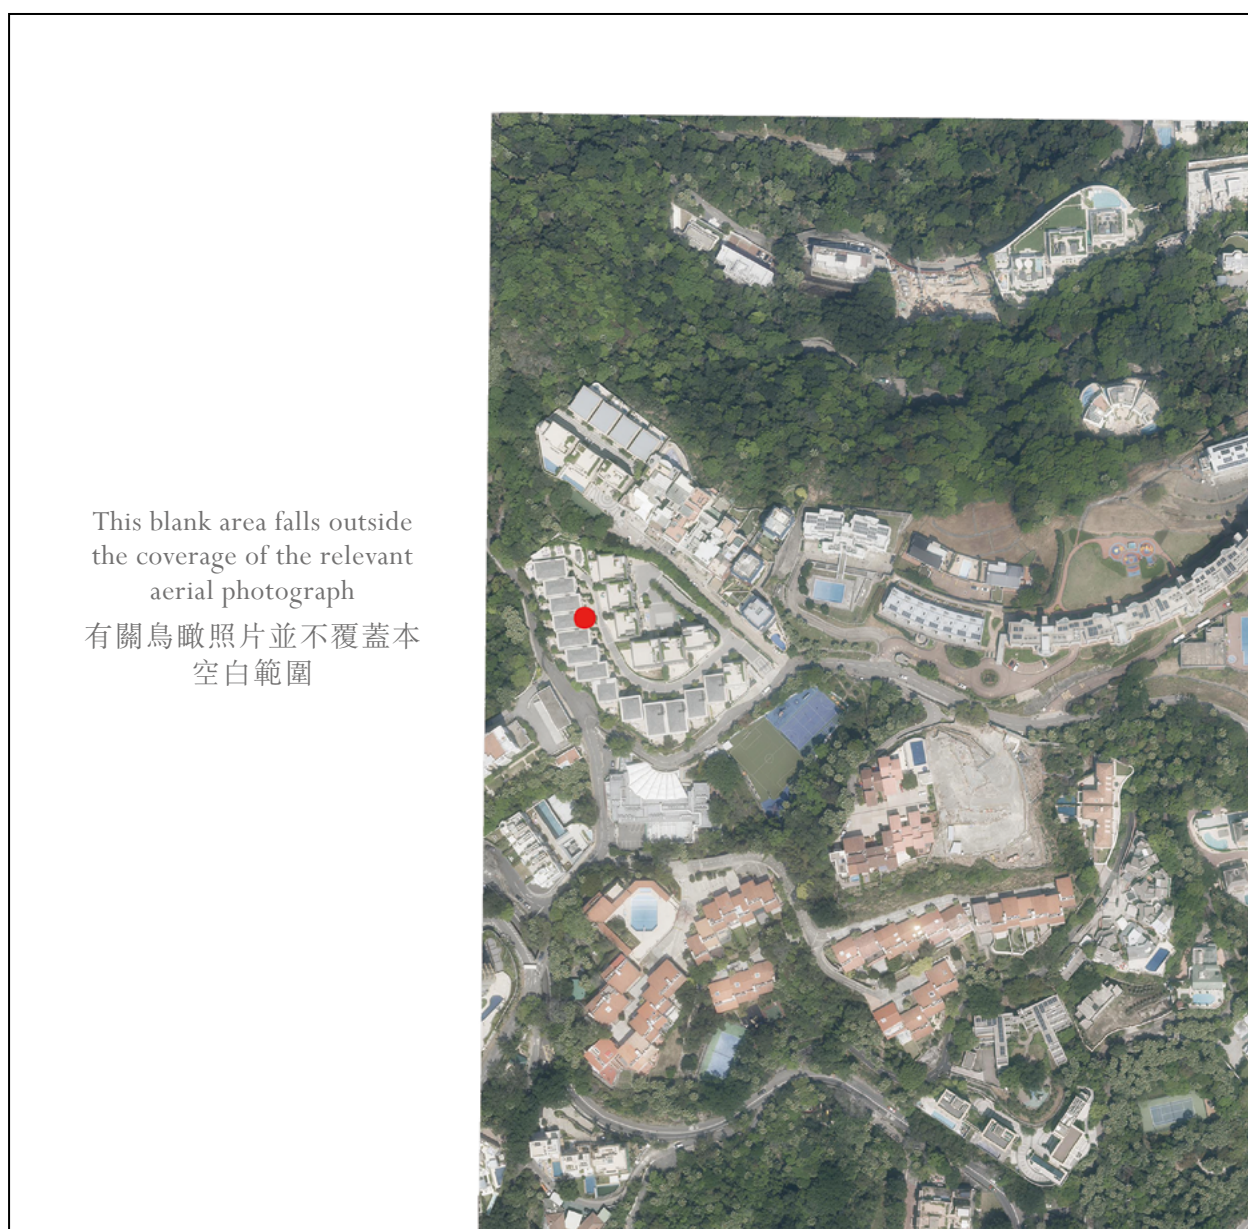 This blank area falls outside
the coverage of the relevant
aerial photograph
有關鳥瞰照片並不覆蓋本
空白範圍